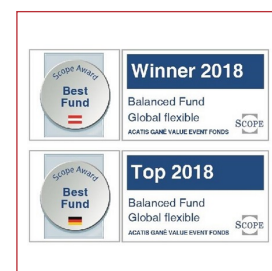 Scope Award
Best
Fund
Winner 2018
Balanced Fund
Global flexible
ACATIS GANÉ VALUE EVENT FONDS
SCOPE
Scope Award
Best
Fund
Top 2018
Balanced Fund
Global flexible
ACATIS GANÉ VALUE EVENT FONDS
SCOPE